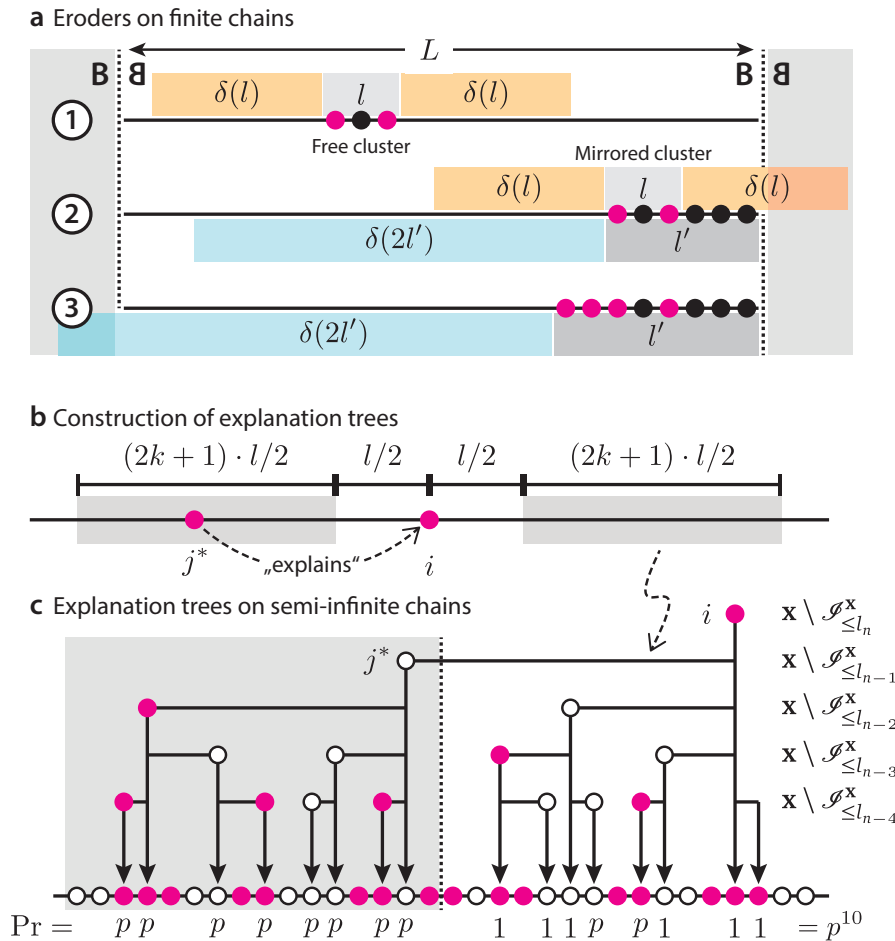 a Eroders on finite chains
B B L B B
δ(l) l δ(l)
1
Free cluster
Mirrored cluster
δ(l) l δ(l)
2
δ(2l′) l′
3
δ(2l′) l′
b Construction of explanation trees
(2k + 1) · l/2 l/2 l/2 (2k + 1) · l/2
j* „explains“ i
c Explanation trees on semi-infinite chains
i x \ 𝒥^x_{≤l_n}
j* x \ 𝒥^x_{≤l_{n−1}}
x \ 𝒥^x_{≤l_{n−2}}
x \ 𝒥^x_{≤l_{n−3}}
x \ 𝒥^x_{≤l_{n−4}}
Pr = p p p p p p p p 1 1 1 p p 1 1 1 = p^{10}